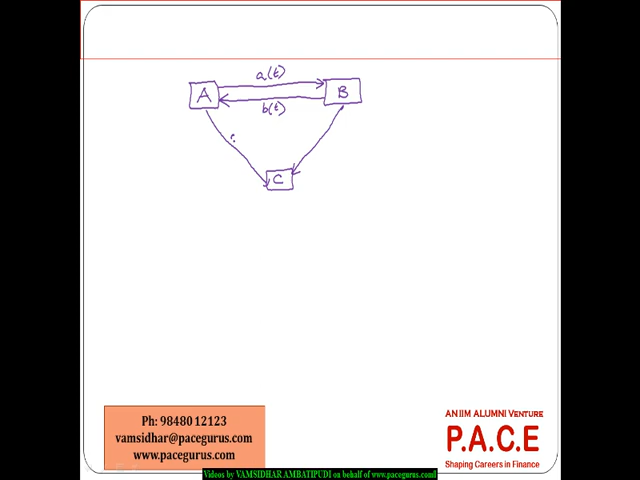 a(t)
A
B
b(t)
C
Ph: 98480 12123
vamsidhar@pacegurus.com
www.pacegurus.com
AN IIM ALUMNI VENTURE
P.A.C.E
Shaping Careers in Finance
Videos by VAMSIDHAR AMBATIPUDI on behalf of www.pacegurus.com